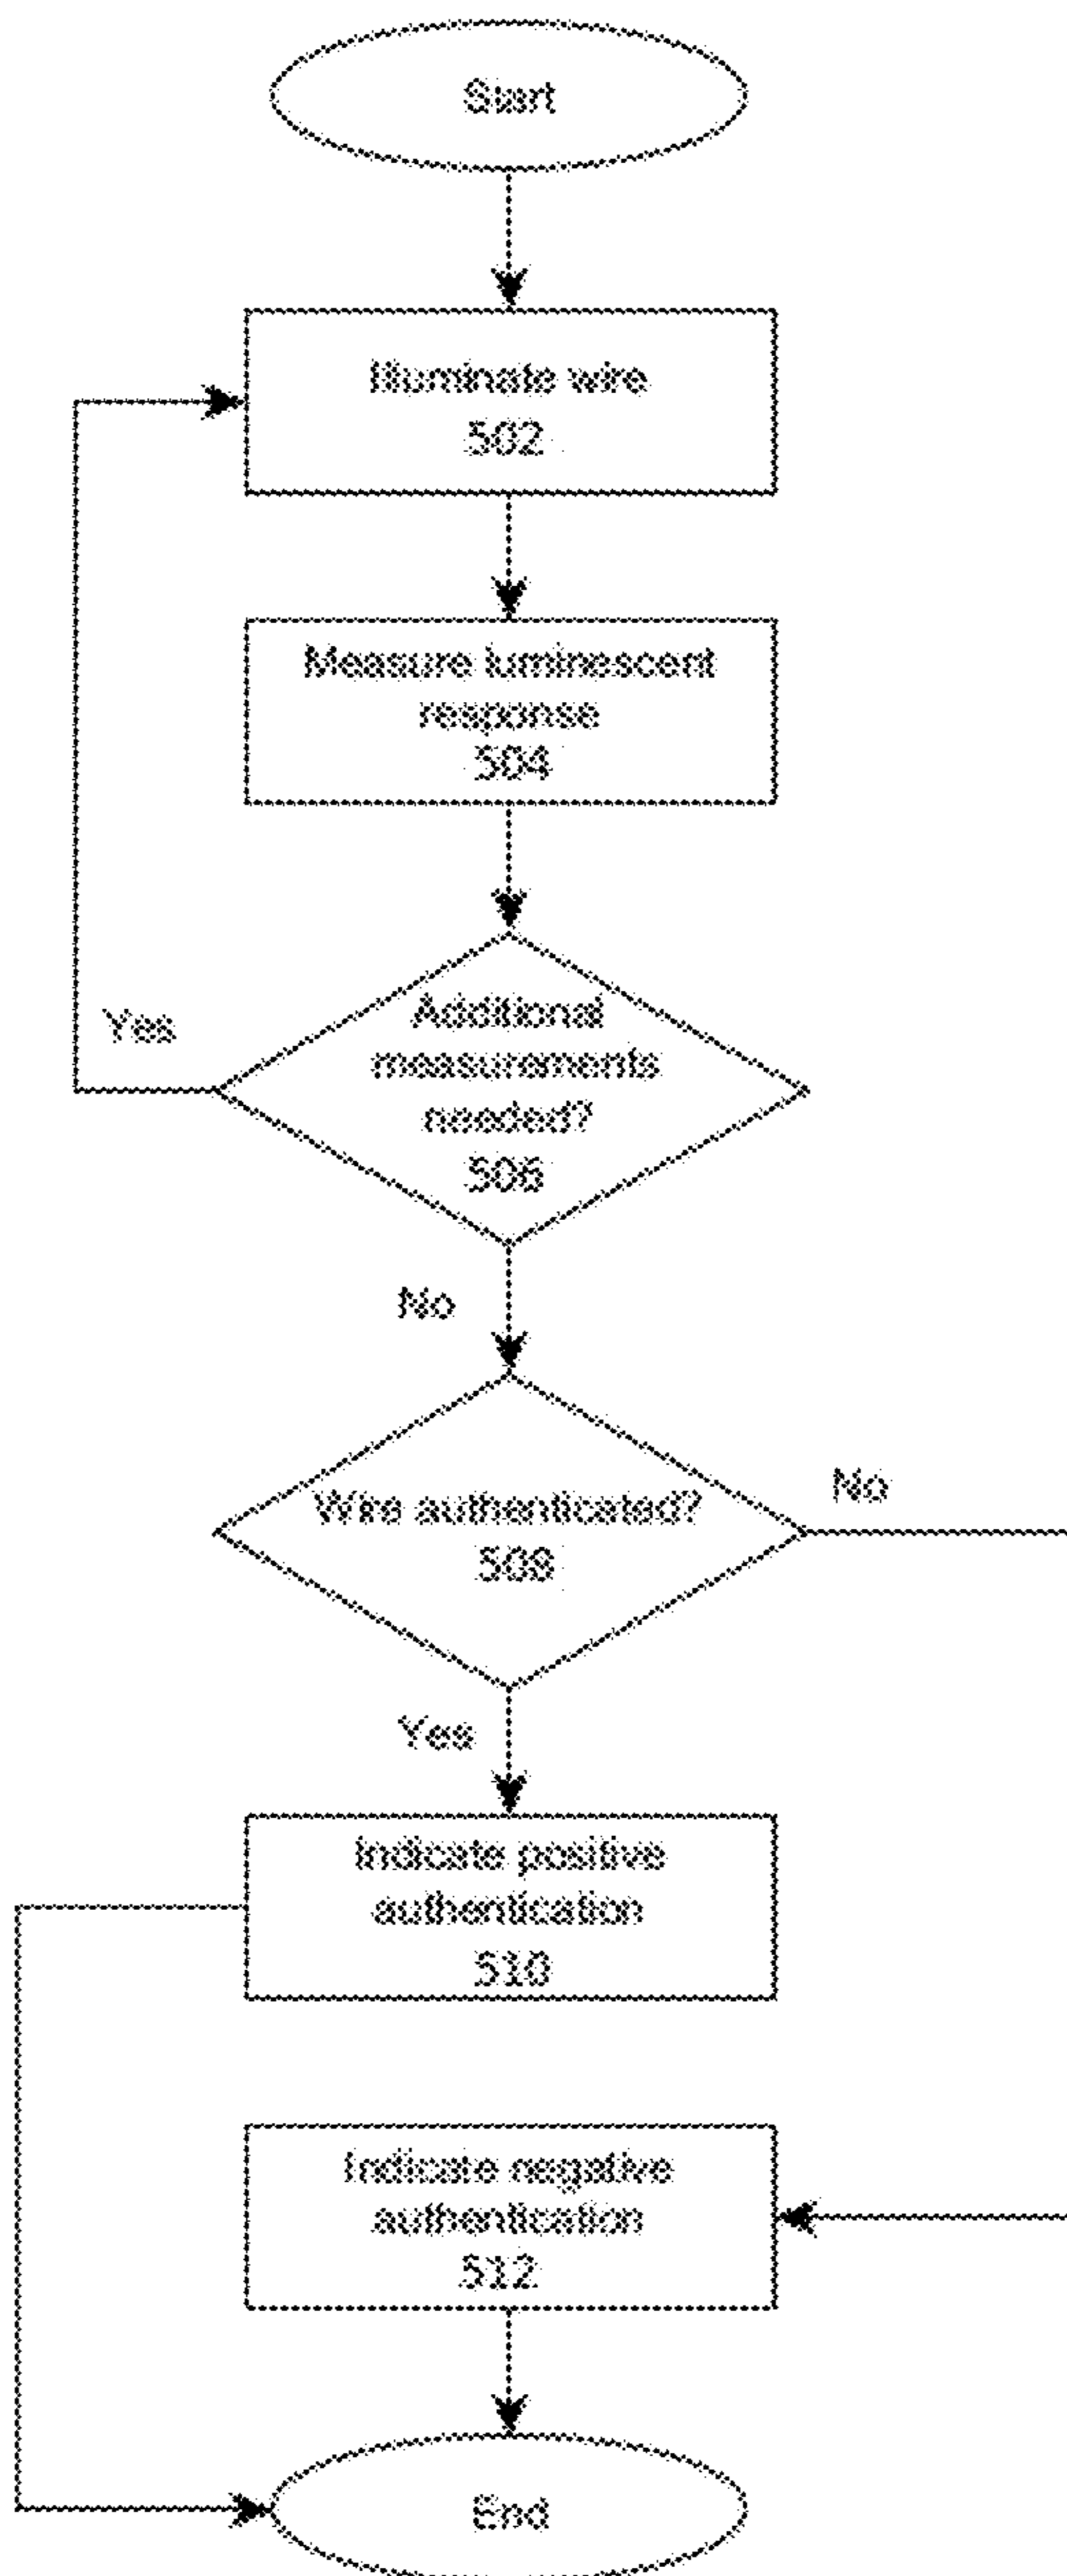 Start
Illuminate wire
502
Measure luminescent
response
504
Additional
measurements
needed?
506
Yes
No
Wire authenticated?
508
No
Yes
Indicate positive
authentication
510
Indicate negative
authentication
512
End